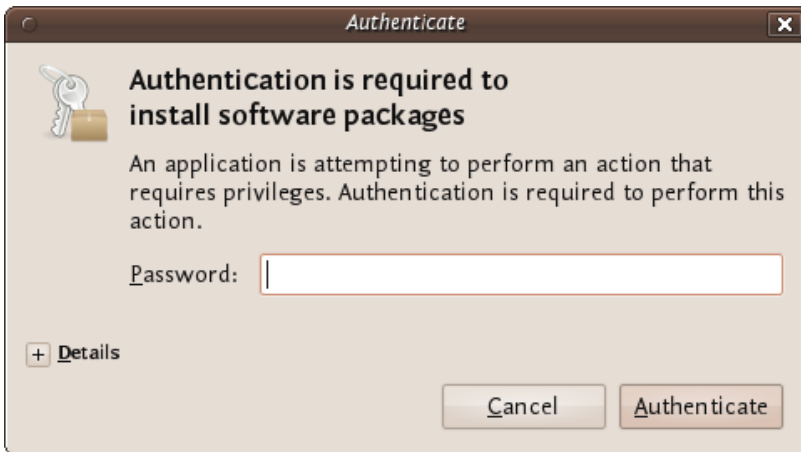 Authenticate
Authentication is required to
install software packages
An application is attempting to perform an action that
requires privileges. Authentication is required to perform this
action.
Password:
Details
Cancel Authenticate